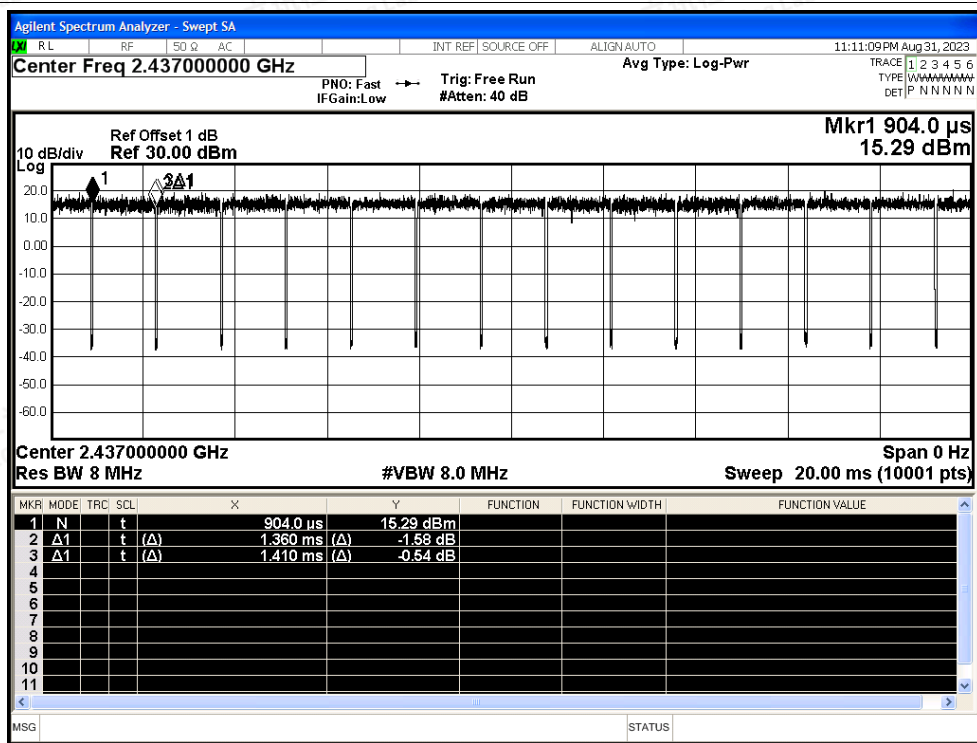 Agilent Spectrum Analyzer - Swept SA
LXI RL RF 50 Ω AC INT REF SOURCE OFF ALIGN AUTO 11:11:09 PM Aug 31, 2023
Center Freq 2.437000000 GHz Avg Type: Log-Pwr TRACE 1 2 3 4 5 6
PNO: Fast Trig: Free Run TYPE WWWWWW
IFGain:Low #Atten: 40 dB DET P N N N N N
Mkr1 904.0 µs
Ref Offset 1 dB
10 dB/div Ref 30.00 dBm 15.29 dBm
Log
1 3Δ1
20.0
10.0
0.00
-10.0
-20.0
-30.0
-40.0
-50.0
-60.0
Center 2.437000000 GHz Span 0 Hz
Res BW 8 MHz #VBW 8.0 MHz Sweep 20.00 ms (10001 pts)
MKR MODE TRC SCL X Y FUNCTION FUNCTION WIDTH FUNCTION VALUE
1 N t 904.0 µs 15.29 dBm
2 Δ1 t (Δ) 1.360 ms (Δ) -1.58 dB
3 Δ1 t (Δ) 1.410 ms (Δ) -0.54 dB
4
5
6
7
8
9
10
11
MSG STATUS